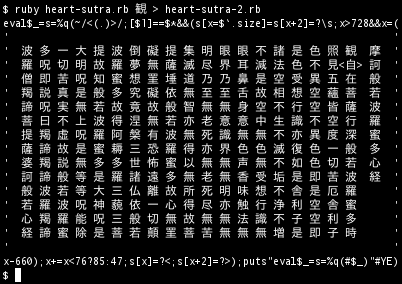 $ ruby heart-sutra.rb 観 > heart-sutra-2.rb
eval$_=s=%q(~/<(.)>/;[$1]==$*&&(s[x=$`.size]=s[x+2]=?\s;x>728&&x=(
'                                                                '
' 波 多 一 大 提 波 倒 礙 提 集 明 眼 眼 不 諸 是 色 照 観 摩 '
' 羅 呪 切 明 故 羅 夢 無 薩 滅 尽 界 耳 減 法 色 不 見<自>訶 '
' 僧 即 苦 呪 知 蜜 想 罣 埵 道 乃 乃 鼻 是 空 受 異 五 在 般 '
' 羯 説 真 是 般 多 究 礙 依 無 至 至 舌 故 相 想 空 蘊 菩 若 '
' 諦 呪 実 無 若 故 竟 故 般 智 無 無 身 空 不 行 空 皆 薩 波 '
' 菩 曰 不 上 波 得 涅 無 若 亦 老 意 意 中 生 識 不 空 行 羅 '
' 提 羯 虚 呪 羅 阿 槃 有 波 無 死 識 無 無 不 亦 異 度 深 蜜 '
' 薩 諦 故 是 蜜 耨 三 恐 羅 得 亦 界 色 色 滅 復 色 一 般 多 '
' 婆 羯 説 無 多 多 世 怖 蜜 以 無 無 声 無 不 如 色 切 若 心 '
' 訶 諦 般 等 是 羅 諸 遠 多 無 老 無 香 受 垢 是 即 苦 波 経 '
' 般 波 若 等 大 三 仏 離 故 所 死 明 味 想 不 舎 是 厄 羅 '
' 若 羅 波 呪 神 藐 依 一 心 得 尽 亦 触 行 浄 利 空 舎 蜜 '
' 心 羯 羅 能 呪 三 般 切 無 故 無 無 法 識 不 子 空 利 多 '
' 経 諦 蜜 除 是 菩 若 顛 罣 菩 苦 無 無 無 増 是 即 子 時 '
'                                                                '
x-660);x+=x<76?85:47;s[x]=?<;s[x+2]=?>);puts"eval$_=s=%q(#$_)"#YE)
$